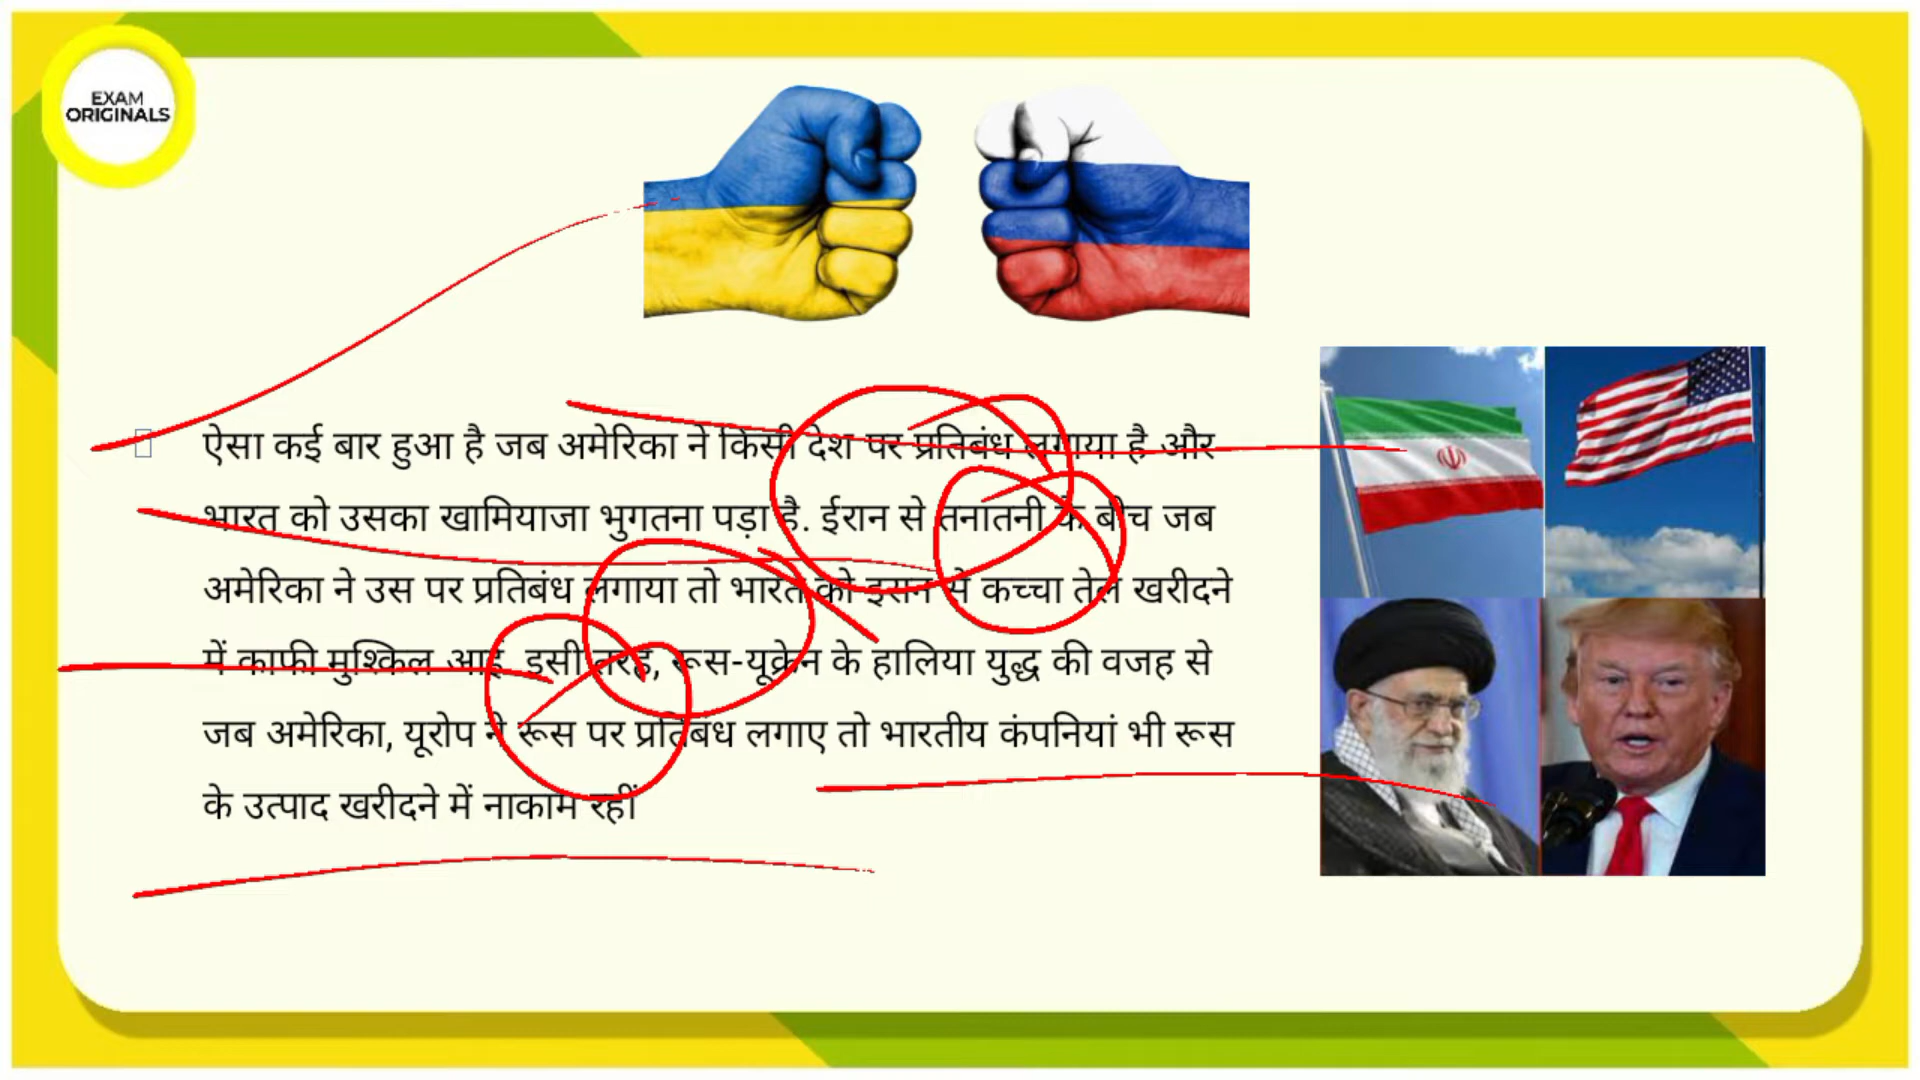 EXAM
ORIGINALS
ऐसा कई बार हुआ है जब अमेरिका ने किसी देश पर प्रतिबंध लगाया है और
भारत को उसका खामियाजा भुगतना पड़ा है. ईरान से तनातनी के बीच जब
अमेरिका ने उस पर प्रतिबंध लगाया तो भारत को इरान से कच्चा तेल खरीदने
में काफी मुश्किल आई. इसी तरह, रूस-यूक्रेन के हालिया युद्ध की वजह से
जब अमेरिका, यूरोप ने रूस पर प्रतिबंध लगाए तो भारतीय कंपनियां भी रूस
के उत्पाद खरीदने में नाकाम रहीं